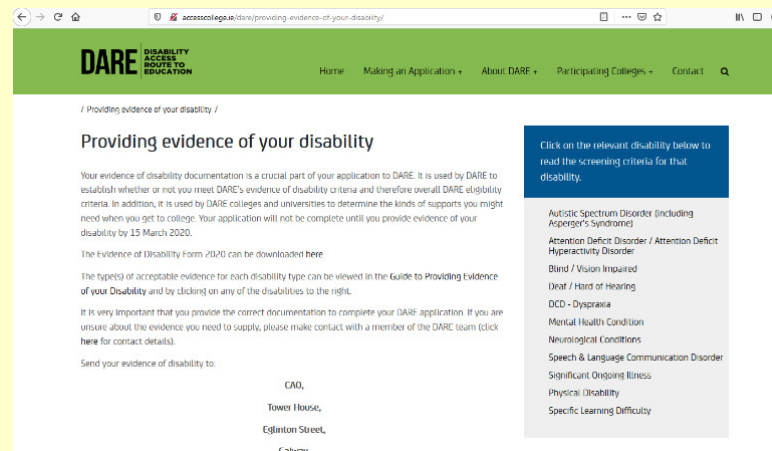 accesscollege.ie/dare/providing-evidence-of-your-disability/
DARE
DISABILITY
ACCESS
ROUTE TO
EDUCATION
Home Making an Application + About DARE + Participating Colleges + Contact
/ Providing evidence of your disability /
Providing evidence of your disability
Your evidence of disability documentation is a crucial part of your application to DARE. It is used by DARE to
establish whether or not you meet DARE's evidence of disability criteria and therefore overall DARE eligibility
criteria. In addition, it is used by DARE colleges and universities to determine the kinds of supports you might
need when you get to college. Your application will not be complete until you provide evidence of your
disability by 15 March 2020.
The Evidence of Disability Form 2020 can be downloaded here.
The type(s) of acceptable evidence for each disability type can be viewed in the Guide to Providing Evidence
of your Disability and by clicking on any of the disabilities to the right.
It is very important that you provide the correct documentation to complete your DARE application. If you are
unsure about the evidence you need to supply, please make contact with a member of the DARE team (click
here for contact details).
Send your evidence of disability to:
CAO,
Tower House,
Eglinton Street,
Galway
Click on the relevant disability below to
read the screening criteria for that
disability.
Autistic Spectrum Disorder (including
Asperger's Syndrome)
Attention Deficit Disorder / Attention Deficit
Hyperactivity Disorder
Blind / Vision Impaired
Deaf / Hard of Hearing
DCD - Dyspraxia
Mental Health Condition
Neurological Conditions
Speech & Language Communication Disorder
Significant Ongoing Illness
Physical Disability
Specific Learning Difficulty